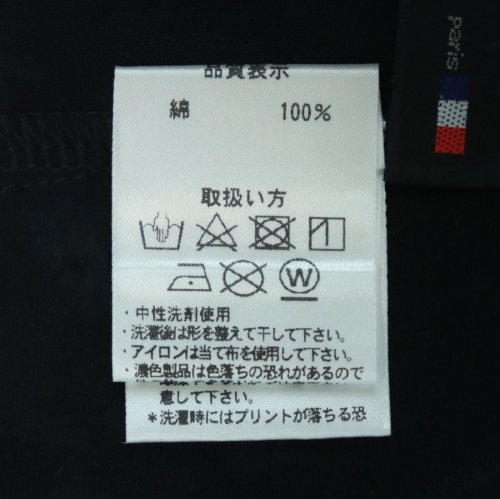 Paris
品質表示
綿 100%
取扱い方
W
・中性洗剤使用
・洗濯後は形を整えて干して下さい。
・アイロンは当て布を使用して下さい。
・濃色製品は色落ちの恐れがあるので
意して下さい。
*洗濯時にはプリントが落ちる恐